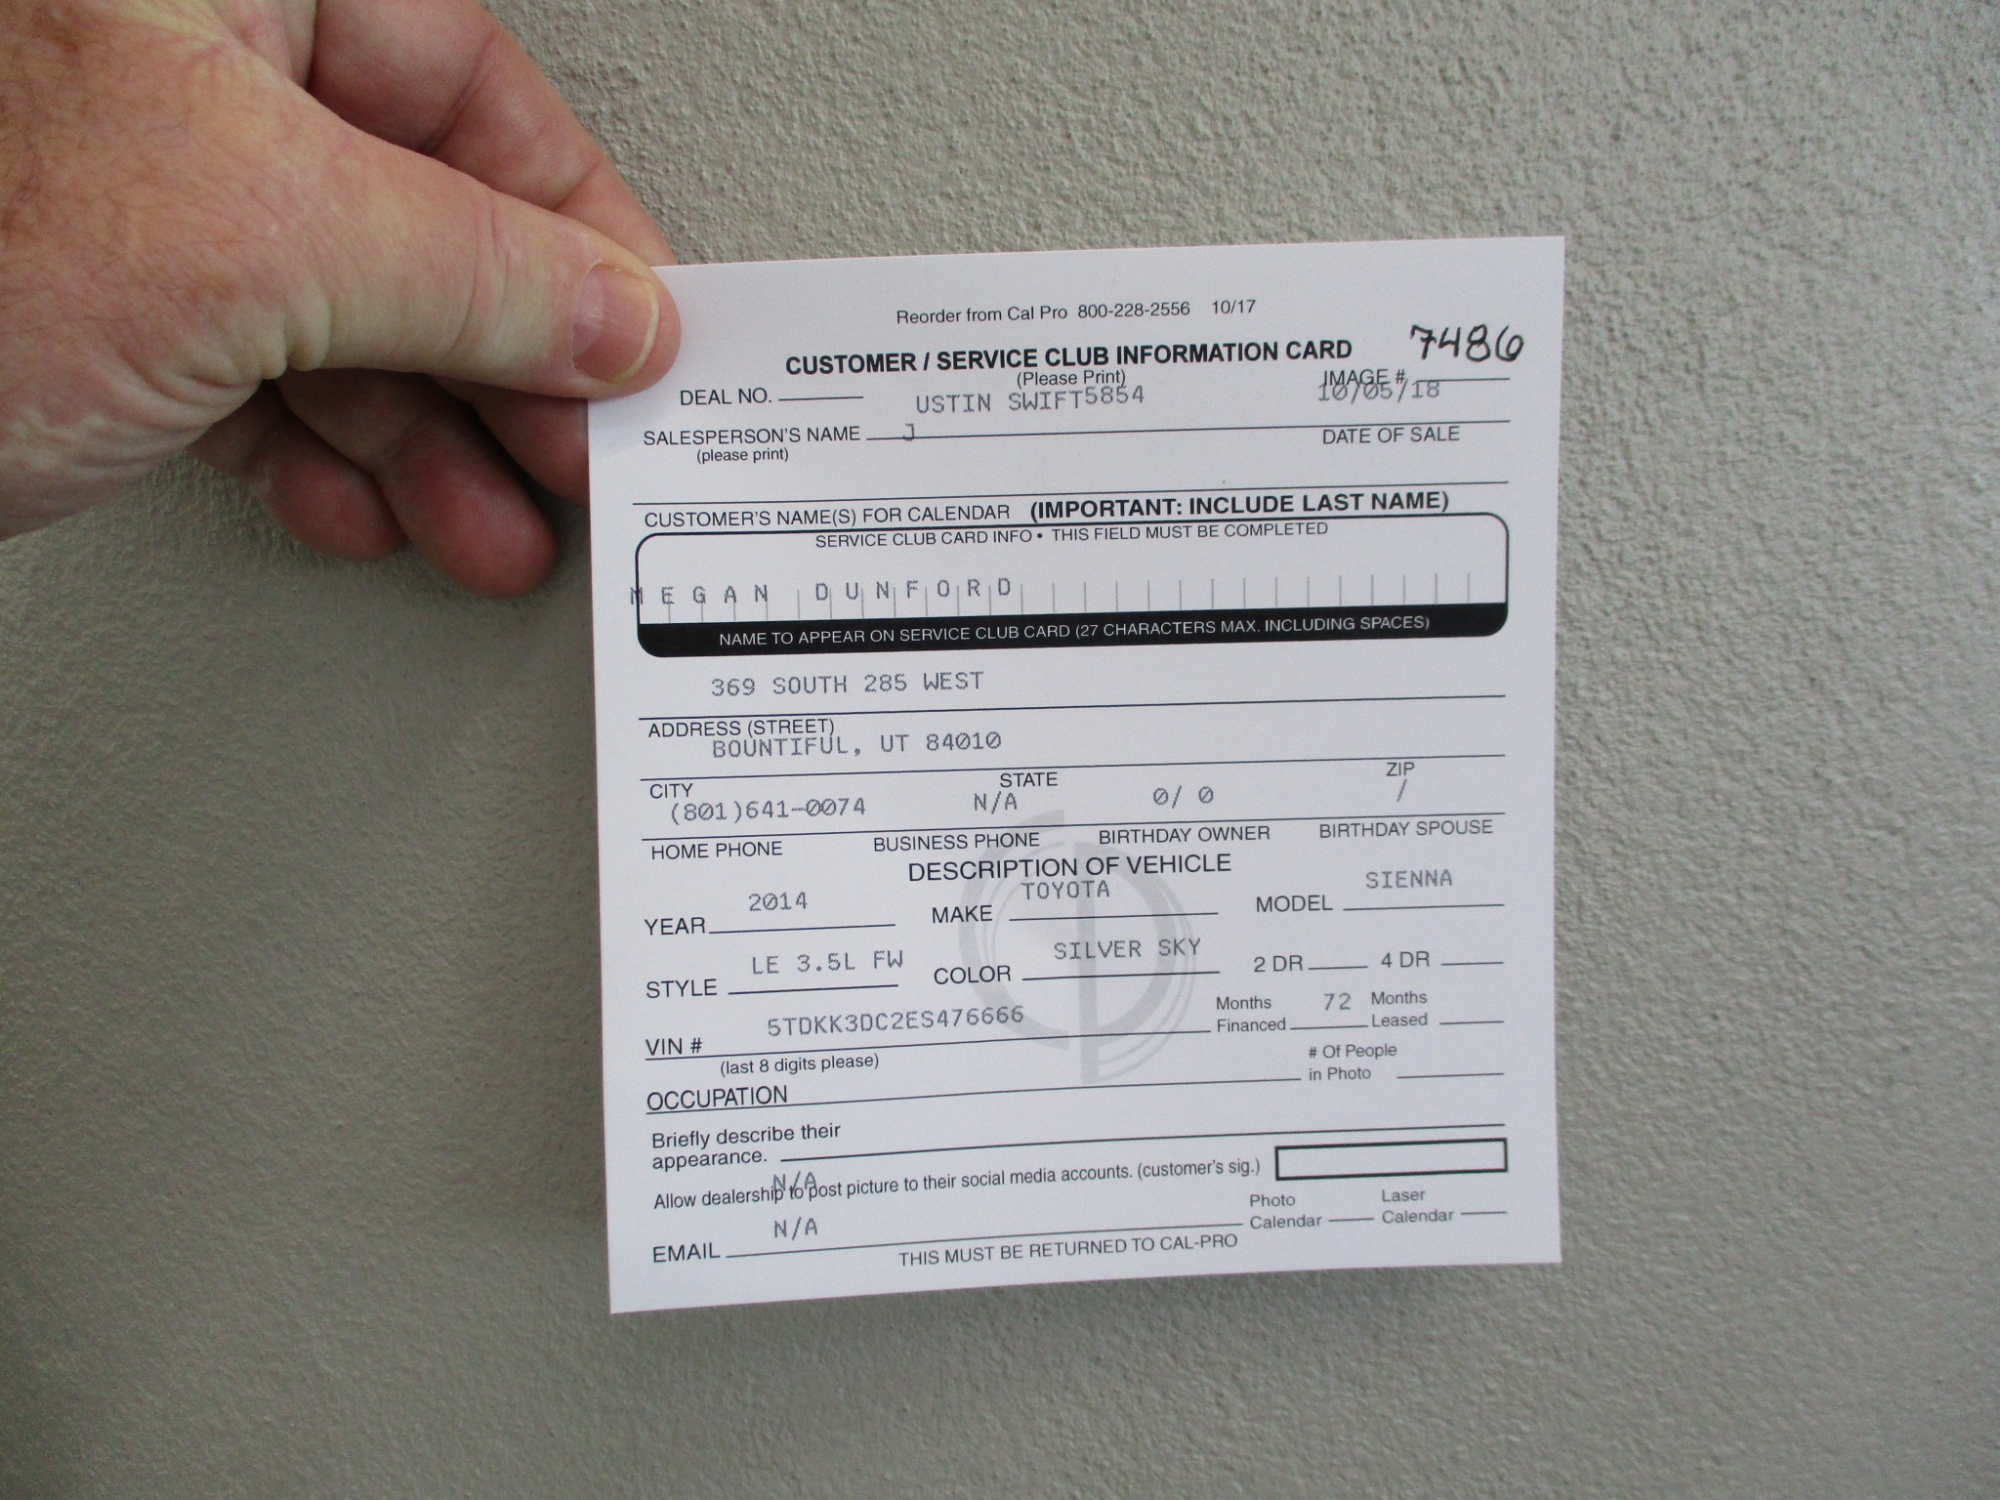 Reorder from Cal Pro 800-228-2556 10/17
7486
CUSTOMER / SERVICE CLUB INFORMATION CARD
(Please Print)
IMAGE #
DEAL NO.
USTIN SWIFT5854
10/05/18
SALESPERSON'S NAME J
DATE OF SALE
(please print)
CUSTOMER'S NAME(S) FOR CALENDAR (IMPORTANT: INCLUDE LAST NAME)
SERVICE CLUB CARD INFO • THIS FIELD MUST BE COMPLETED
MEGAN DUNFORD
NAME TO APPEAR ON SERVICE CLUB CARD (27 CHARACTERS MAX. INCLUDING SPACES)
369 SOUTH 285 WEST
ADDRESS (STREET)
BOUNTIFUL, UT 84010
CITY STATE ZIP
(801)641-0074 N/A 0/ 0 /
HOME PHONE BUSINESS PHONE BIRTHDAY OWNER BIRTHDAY SPOUSE
DESCRIPTION OF VEHICLE
YEAR 2014 MAKE TOYOTA MODEL SIENNA
STYLE LE 3.5L FW COLOR SILVER SKY 2 DR 4 DR
VIN # 5TDKK3DC2ES476666 Months Financed 72 Months Leased
(last 8 digits please)
# Of People in Photo
OCCUPATION
Briefly describe their
appearance.
N/A
Allow dealership to post picture to their social media accounts. (customer's sig.)
Photo Calendar Laser Calendar
EMAIL N/A
THIS MUST BE RETURNED TO CAL-PRO